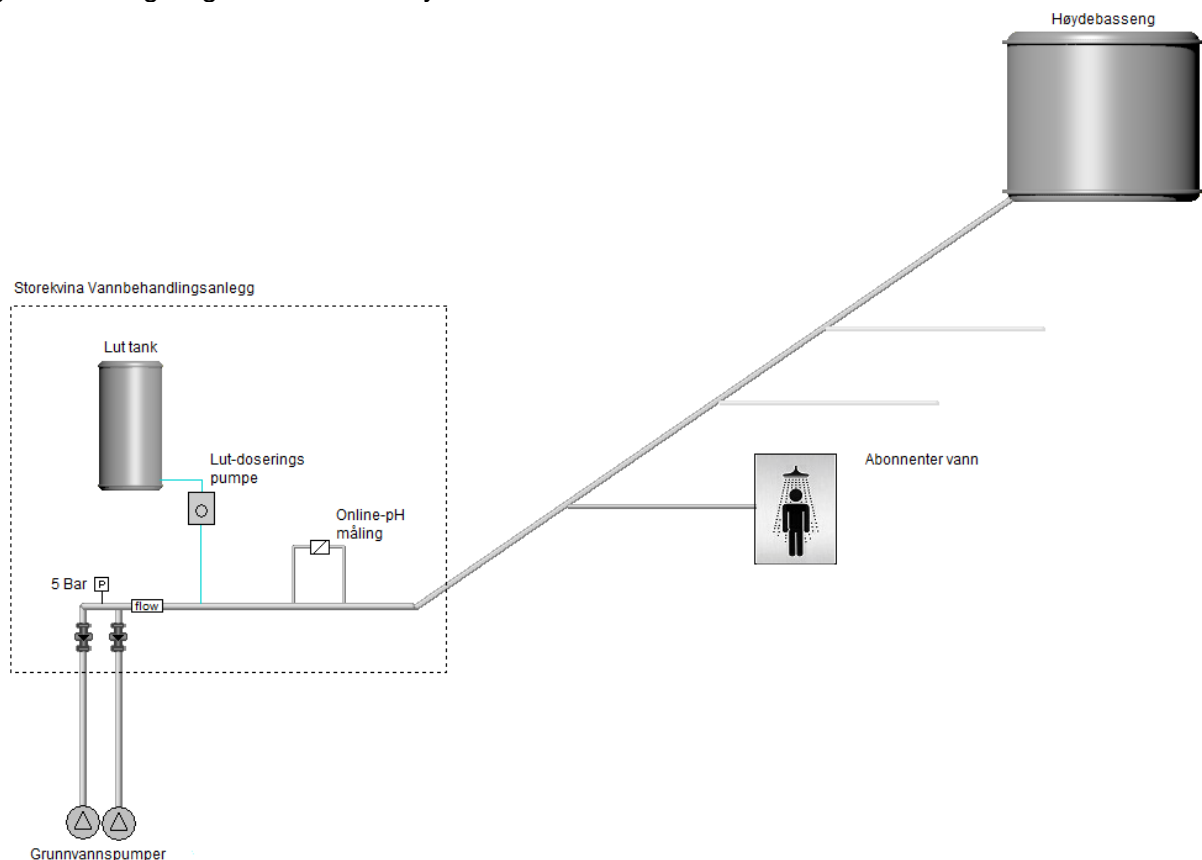 Høydebasseng
Storekvina Vannbehandlingsanlegg
Lut tank
Lut-doserings
pumpe
Online-pH
måling
Abonnenter vann
5 Bar P
flow
Grunnvannspumper